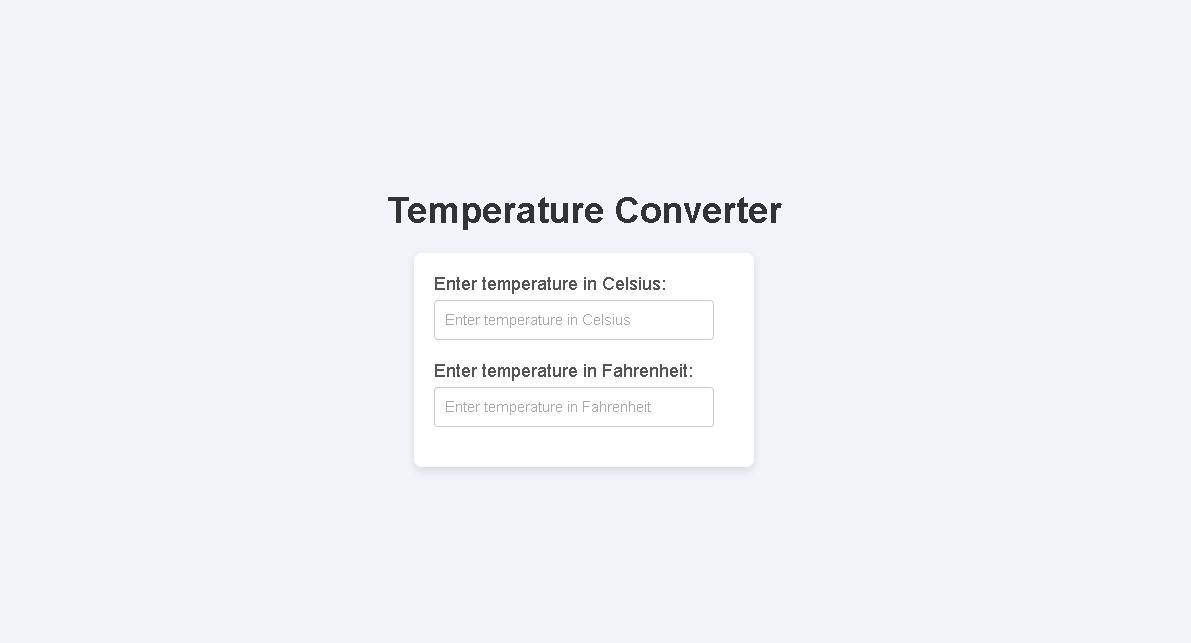 Temperature Converter
Enter temperature in Celsius:
Enter temperature in Celsius
Enter temperature in Fahrenheit:
Enter temperature in Fahrenheit